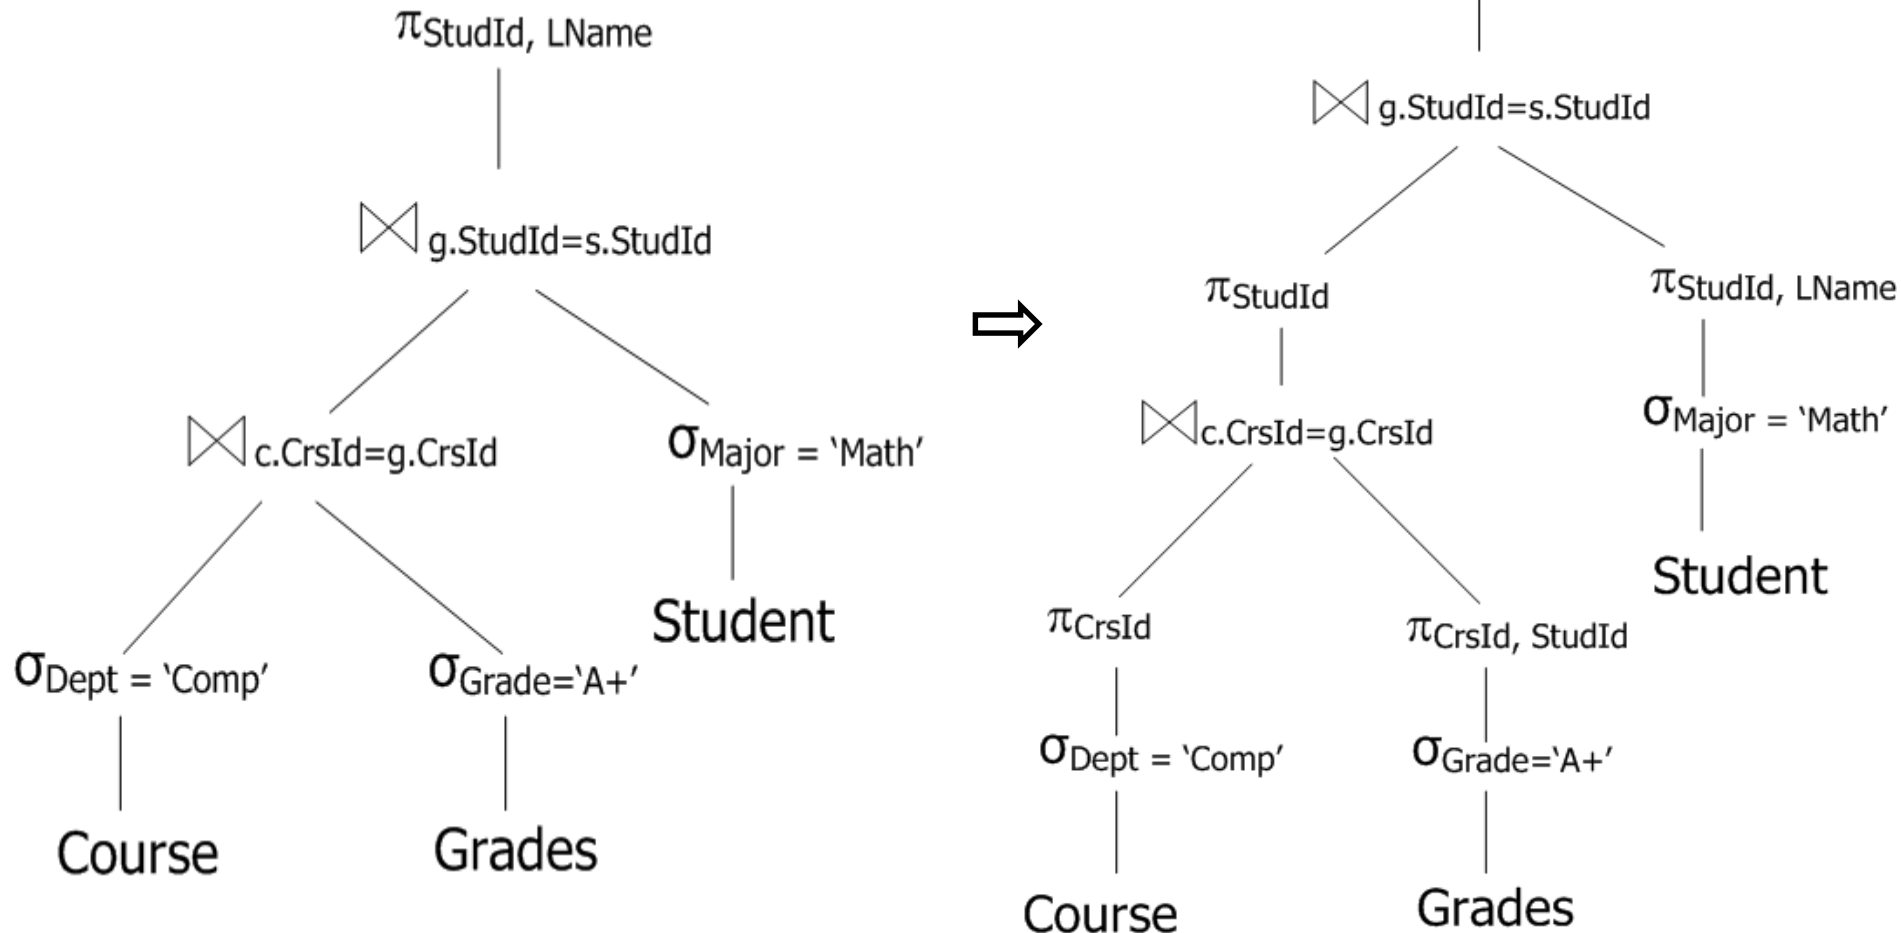 πStudId, LName
g.StudId=s.StudId
c.CrsId=g.CrsId
σMajor = ‘Math’
Student
σDept = ‘Comp’
σGrade=‘A+’
Course
Grades
⇨
g.StudId=s.StudId
πStudId
πStudId, LName
c.CrsId=g.CrsId
σMajor = ‘Math’
Student
πCrsId
πCrsId, StudId
σDept = ‘Comp’
σGrade=‘A+’
Course
Grades